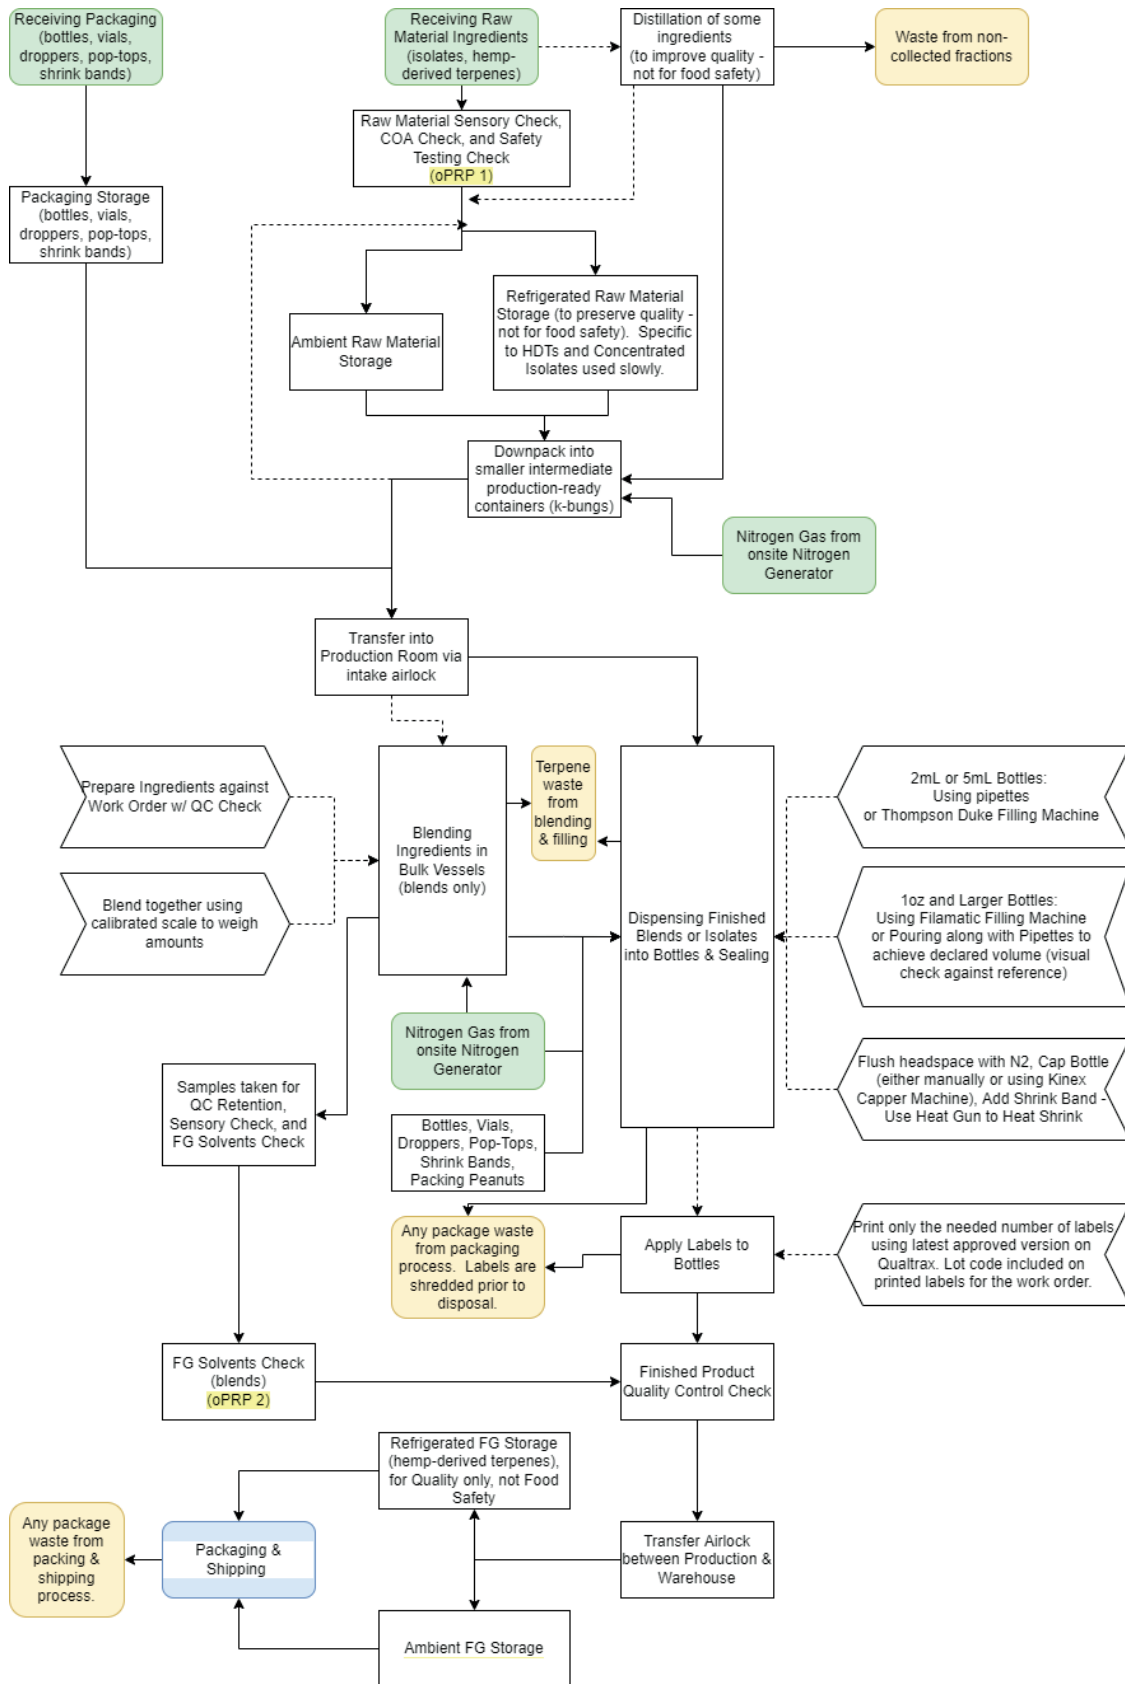 Receiving Packaging
(bottles, vials,
droppers, pop-tops,
shrink bands)
Receiving Raw
Material Ingredients
(isolates, hemp-
derived terpenes)
Distillation of some
ingredients
(to improve quality -
not for food safety)
Waste from non-
collected fractions
Raw Material Sensory Check,
COA Check, and Safety
Testing Check
(oPRP 1)
Packaging Storage
(bottles, vials,
droppers, pop-tops,
shrink bands)
Ambient Raw Material
Storage
Refrigerated Raw Material
Storage (to preserve quality -
not for food safety).  Specific
to HDTs and Concentrated
Isolates used slowly.
Downpack into
smaller intermediate
production-ready
containers (k-bungs)
Nitrogen Gas from
onsite Nitrogen
Generator
Transfer into
Production Room via
intake airlock
Prepare Ingredients against
Work Order w/ QC Check
Blend together using
calibrated scale to weigh
amounts
Blending
Ingredients in
Bulk Vessels
(blends only)
Terpene
waste
from
blending
& filling
Dispensing Finished
Blends or Isolates
into Bottles & Sealing
2mL or 5mL Bottles:
Using pipettes
or Thompson Duke Filling Machine
1oz and Larger Bottles:
Using Filamatic Filling Machine
or Pouring along with Pipettes to
achieve declared volume (visual
check against reference)
Flush headspace with N2, Cap Bottle
(either manually or using Kinex
Capper Machine), Add Shrink Band -
Use Heat Gun to Heat Shrink
Nitrogen Gas from
onsite Nitrogen
Generator
Samples taken for
QC Retention,
Sensory Check, and
FG Solvents Check
Bottles, Vials,
Droppers, Pop-Tops,
Shrink Bands,
Packing Peanuts
Any package waste
from packaging
process.  Labels are
shredded prior to
disposal.
Apply Labels to
Bottles
Print only the needed number of labels
using latest approved version on
Qualtrax. Lot code included on
printed labels for the work order.
FG Solvents Check
(blends)
(oPRP 2)
Finished Product
Quality Control Check
Refrigerated FG Storage
(hemp-derived terpenes),
for Quality only, not Food
Safety
Any package
waste from
packing &
shipping
process.
Packaging &
Shipping
Transfer Airlock
between Production &
Warehouse
Ambient FG Storage